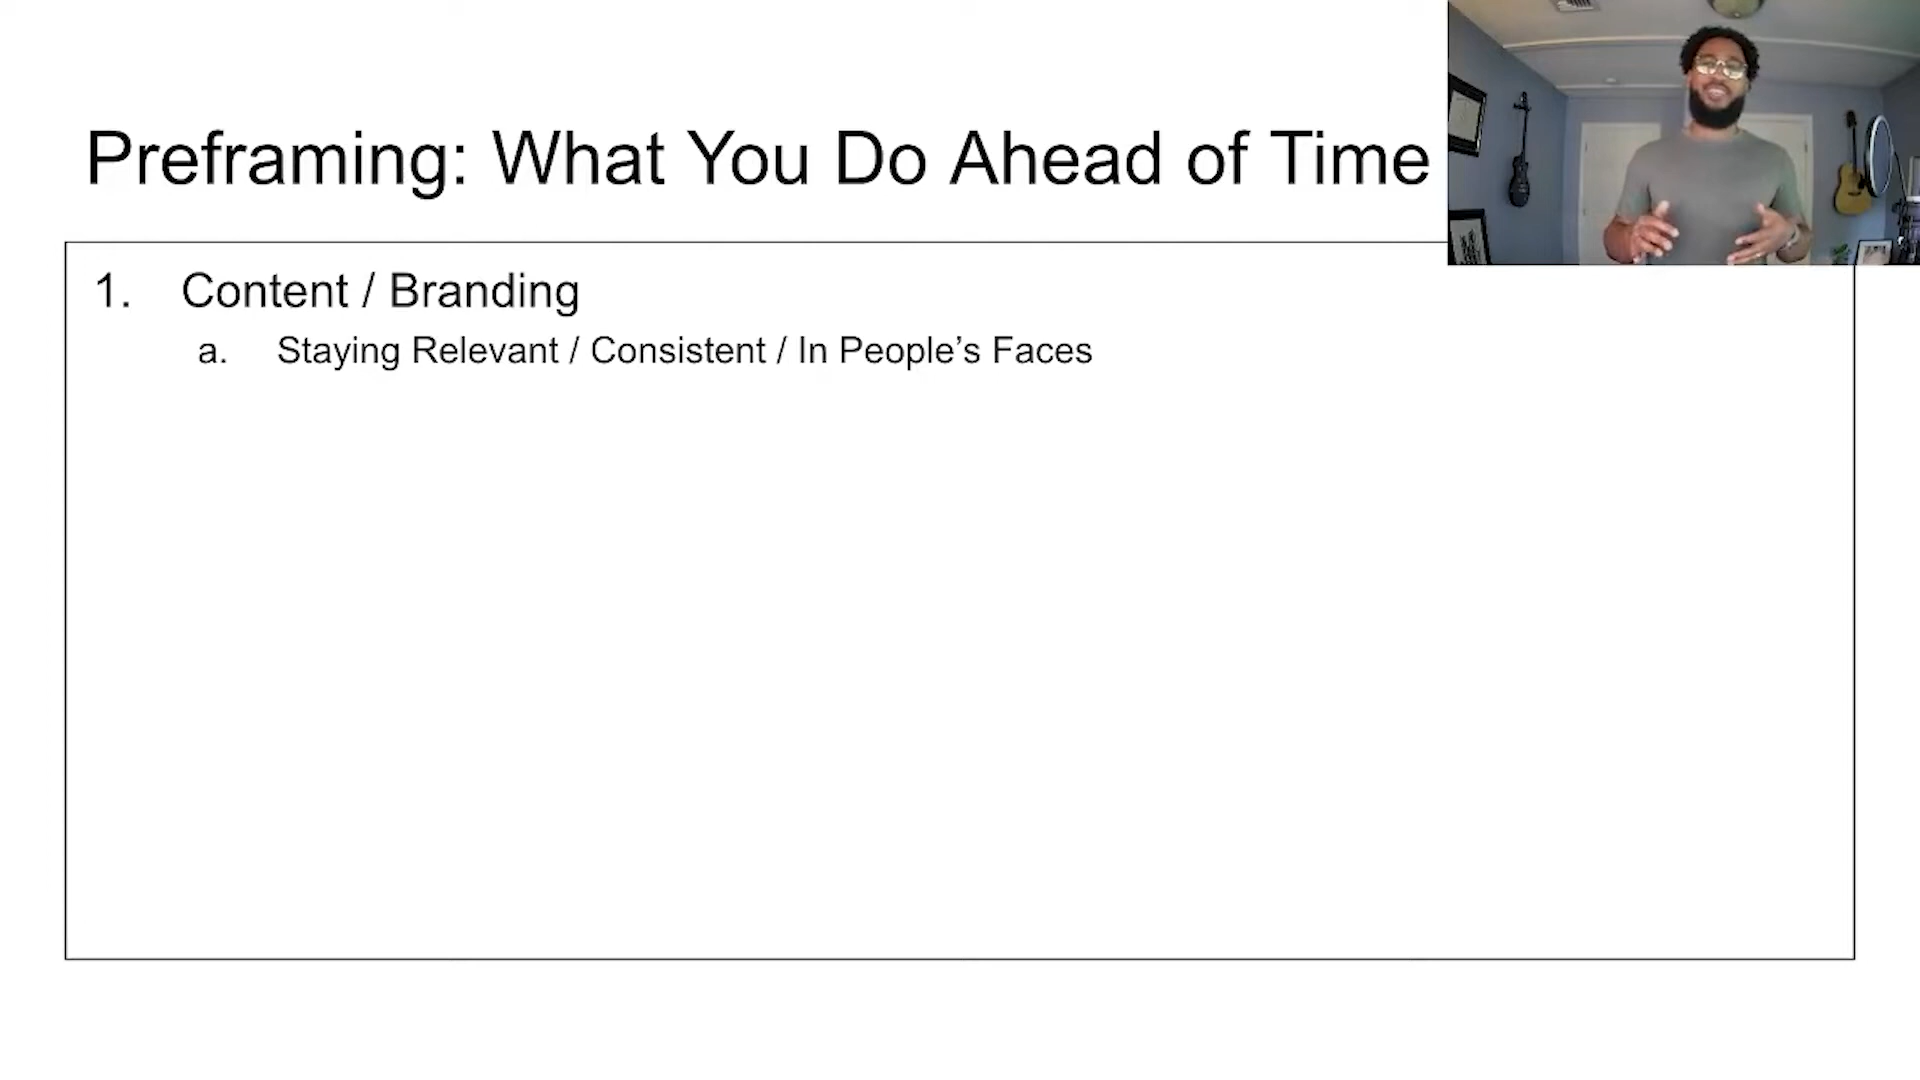 Preframing: What You Do Ahead of Time
1. Content / Branding
a. Staying Relevant / Consistent / In People’s Faces